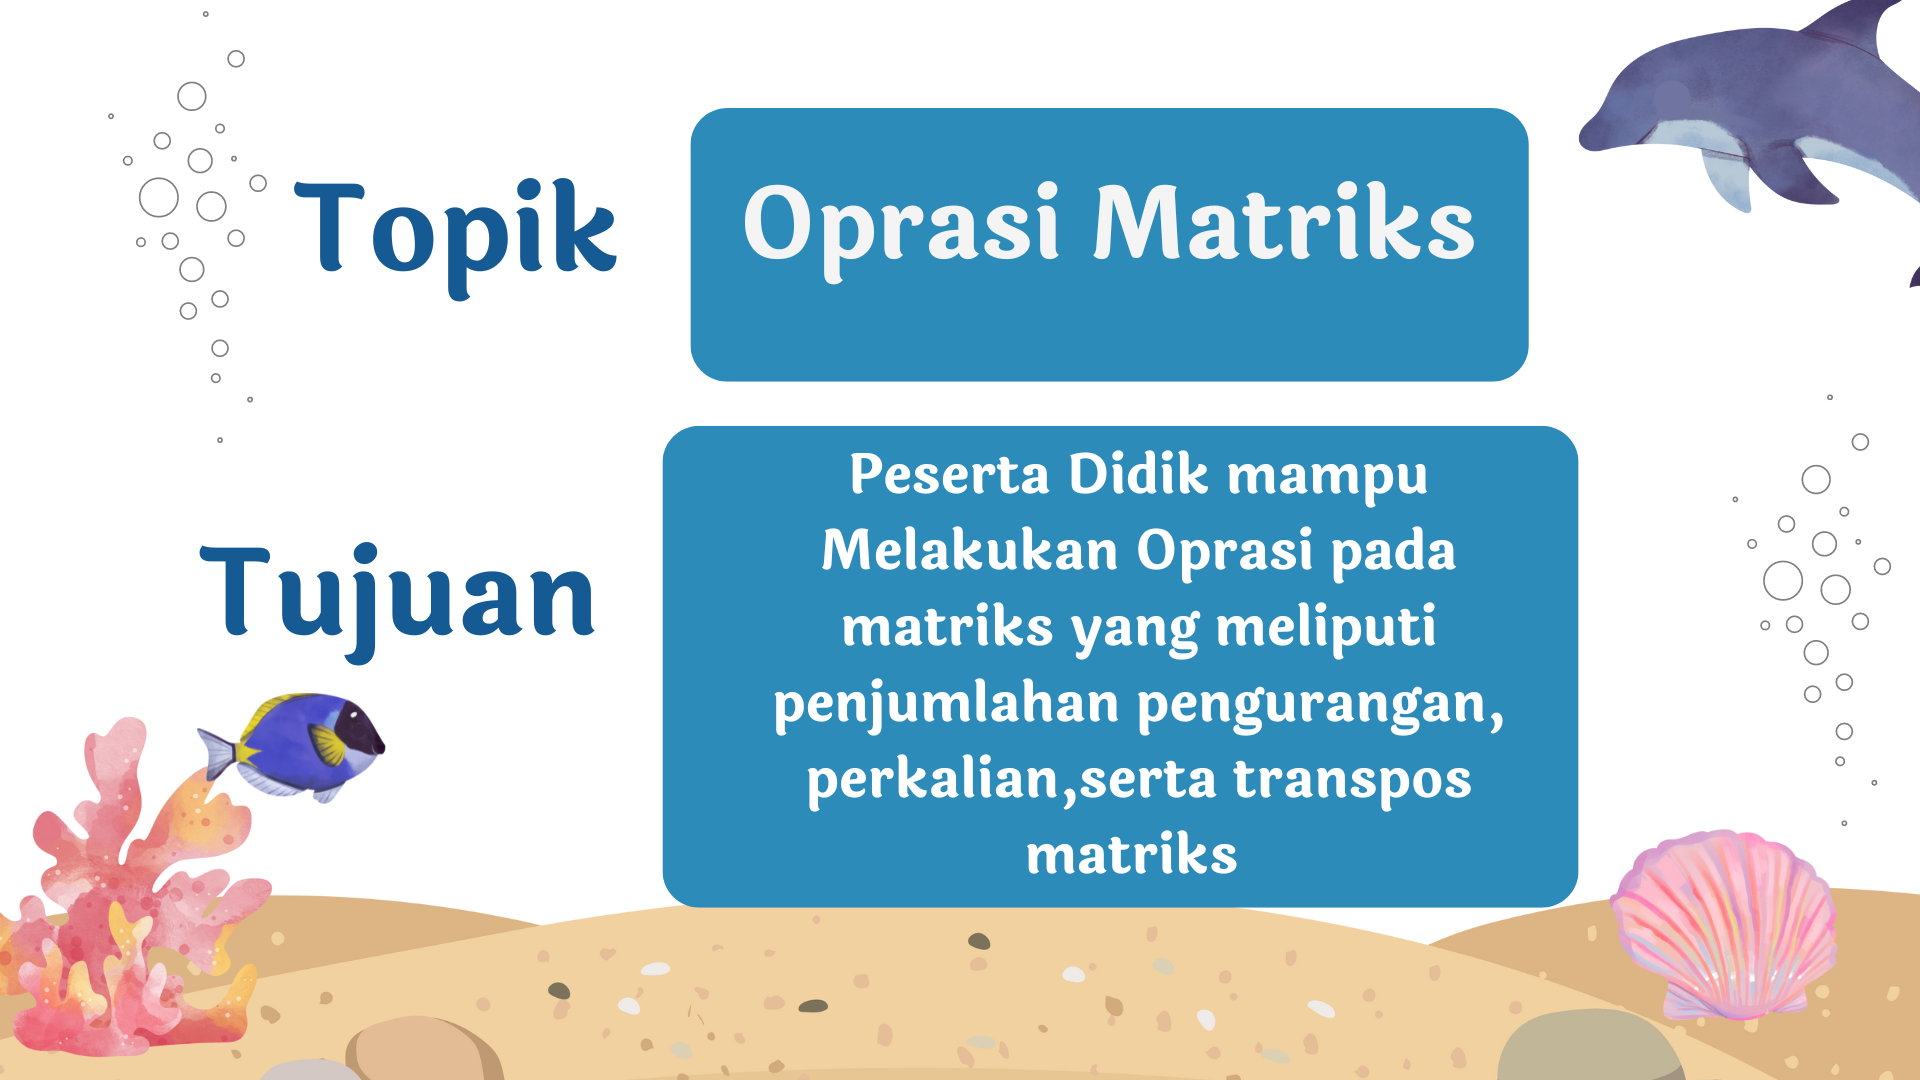 Topik
Oprasi Matriks
Tujuan
Peserta Didik mampu
Melakukan Oprasi pada
matriks yang meliputi
penjumlahan pengurangan,
perkalian,serta transpos
matriks